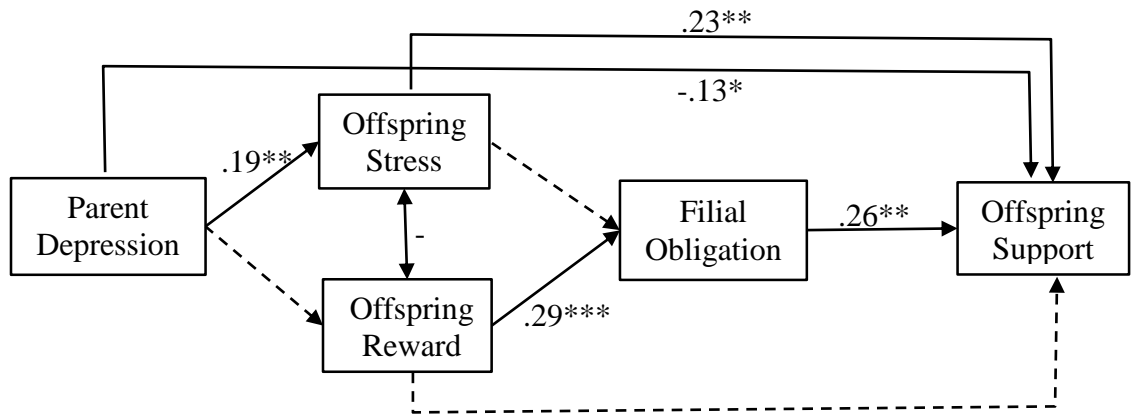 .23**
-.13*
Offspring
Stress
.19**
Parent
Depression
Filial
Obligation
.26**
Offspring
Support
-
Offspring
Reward
.29***